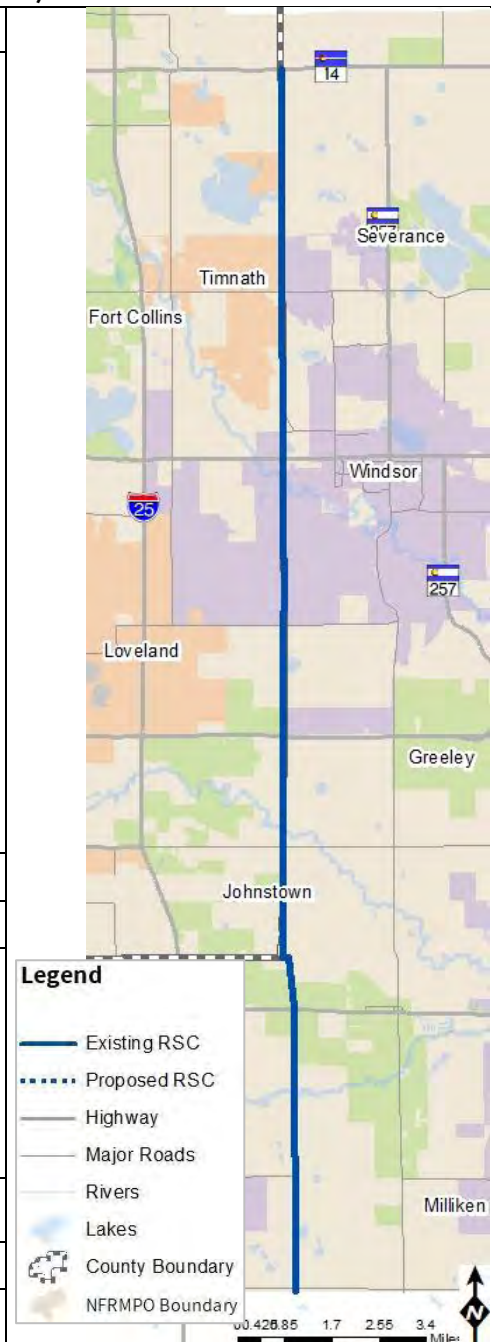 14
257
Severance
Timnath
Fort Collins
Windsor
25
257
Loveland
Greeley
Johnstown
Legend
Existing RSC
Proposed RSC
Highway
Major Roads
Rivers
Lakes
County Boundary
NFRMPO Boundary
Milliken
N
1.7 2.55 3.4
Miles